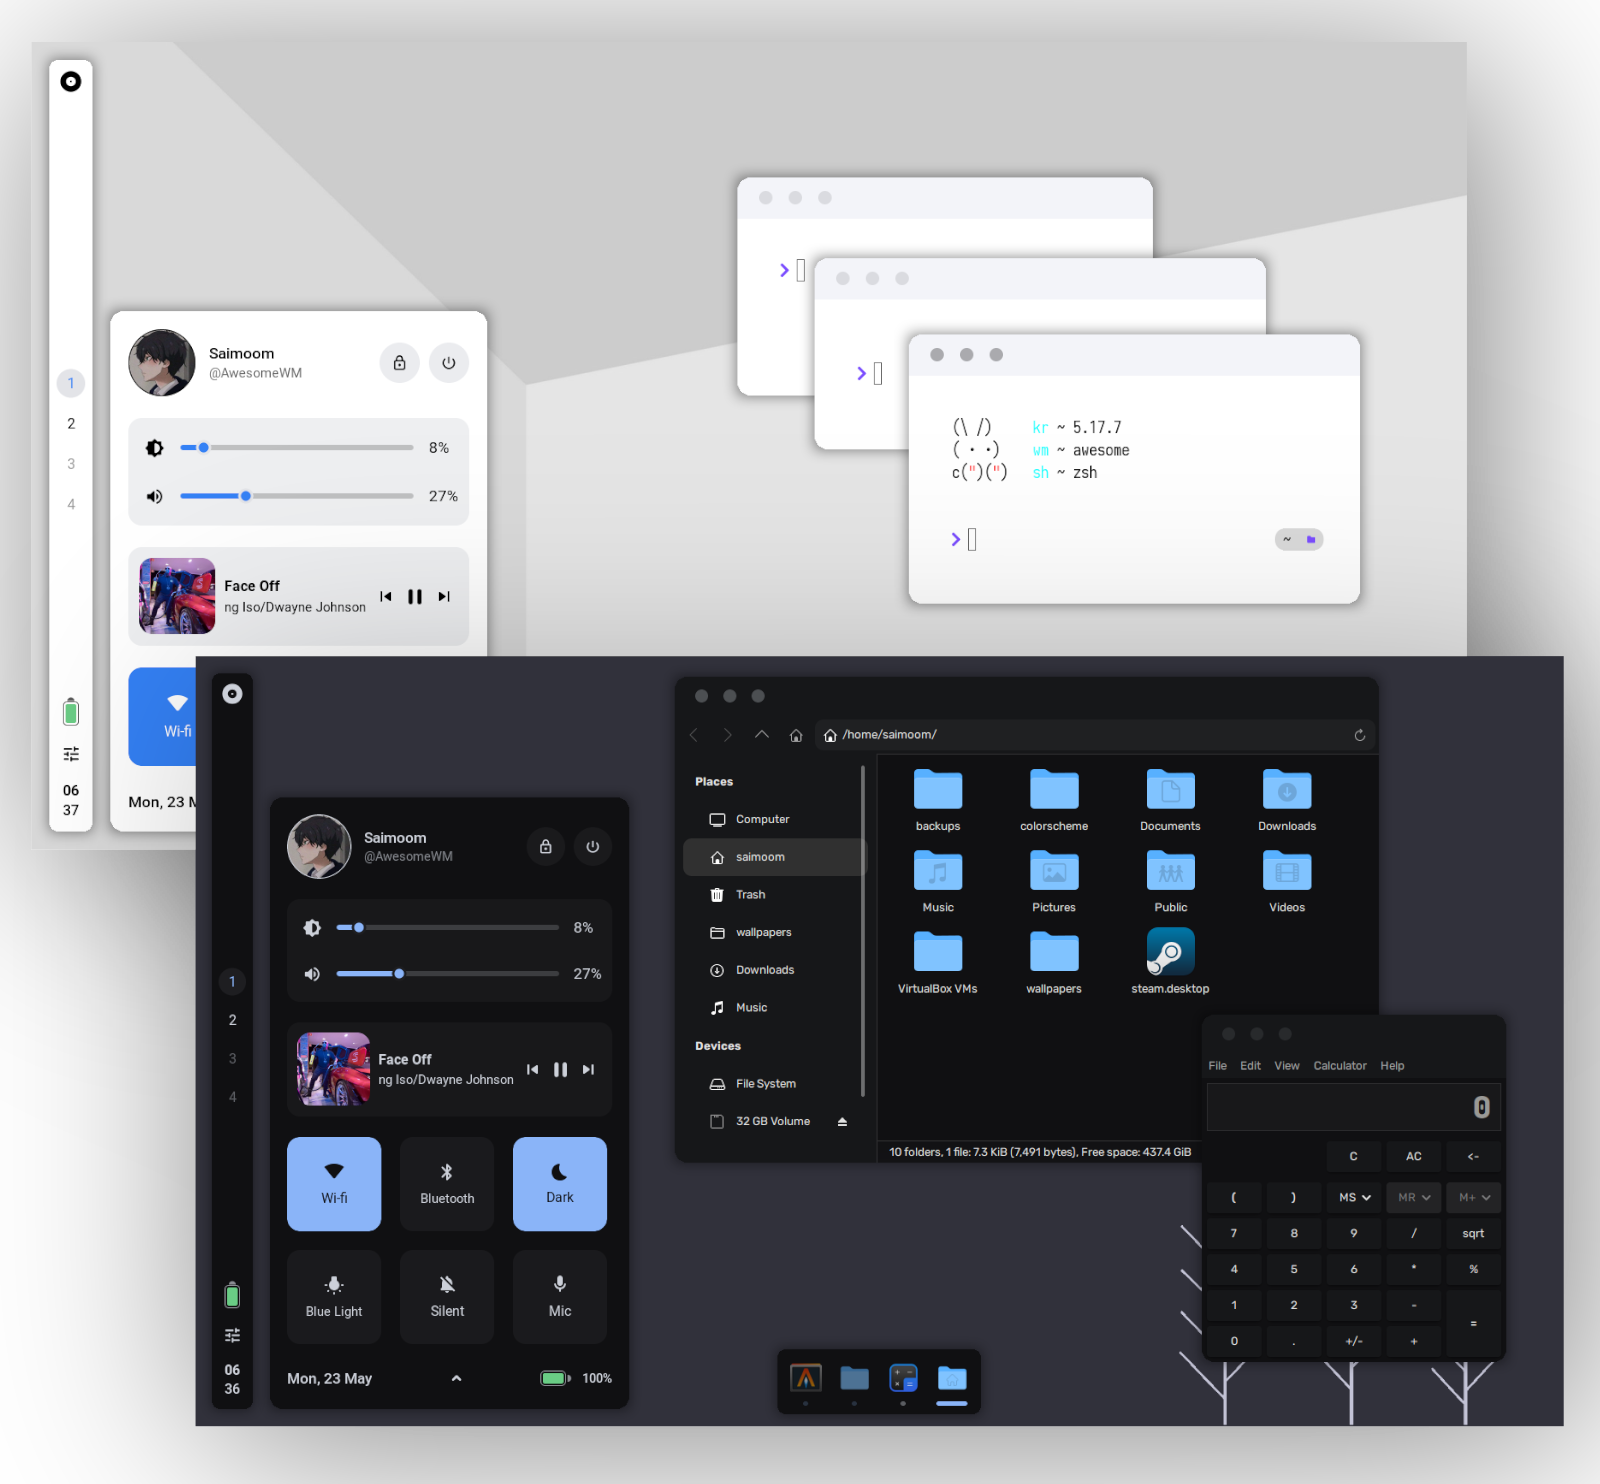 1
2
3
4
06
37
Saimoom
@AwesomeWM
8%
27%
Face Off
ng Iso/Dwayne Johnson
Wi-fi
Mon, 23 M
(\ /)
( · ·)
c(")(")
kr ~ 5.17.7
wm ~ awesome
sh ~ zsh
~
1
2
3
4
06
36
Saimoom
@AwesomeWM
8%
27%
Face Off
ng Iso/Dwayne Johnson
Wi-fi
Bluetooth
Dark
Blue Light
Silent
Mic
Mon, 23 May
100%
/home/saimoom/
Places
Computer
saimoom
Trash
wallpapers
Downloads
Music
Devices
File System
32 GB Volume
backups
colorscheme
Documents
Downloads
Music
Pictures
Public
Videos
VirtualBox VMs
wallpapers
steam.desktop
10 folders, 1 file: 7.3 KiB (7,491 bytes), Free space: 437.4 GiB
File Edit View Calculator Help
0
C AC <-
( ) MS MR M+
7 8 9 / sqrt
4 5 6 * %
1 2 3 -
=
0 . +/- +